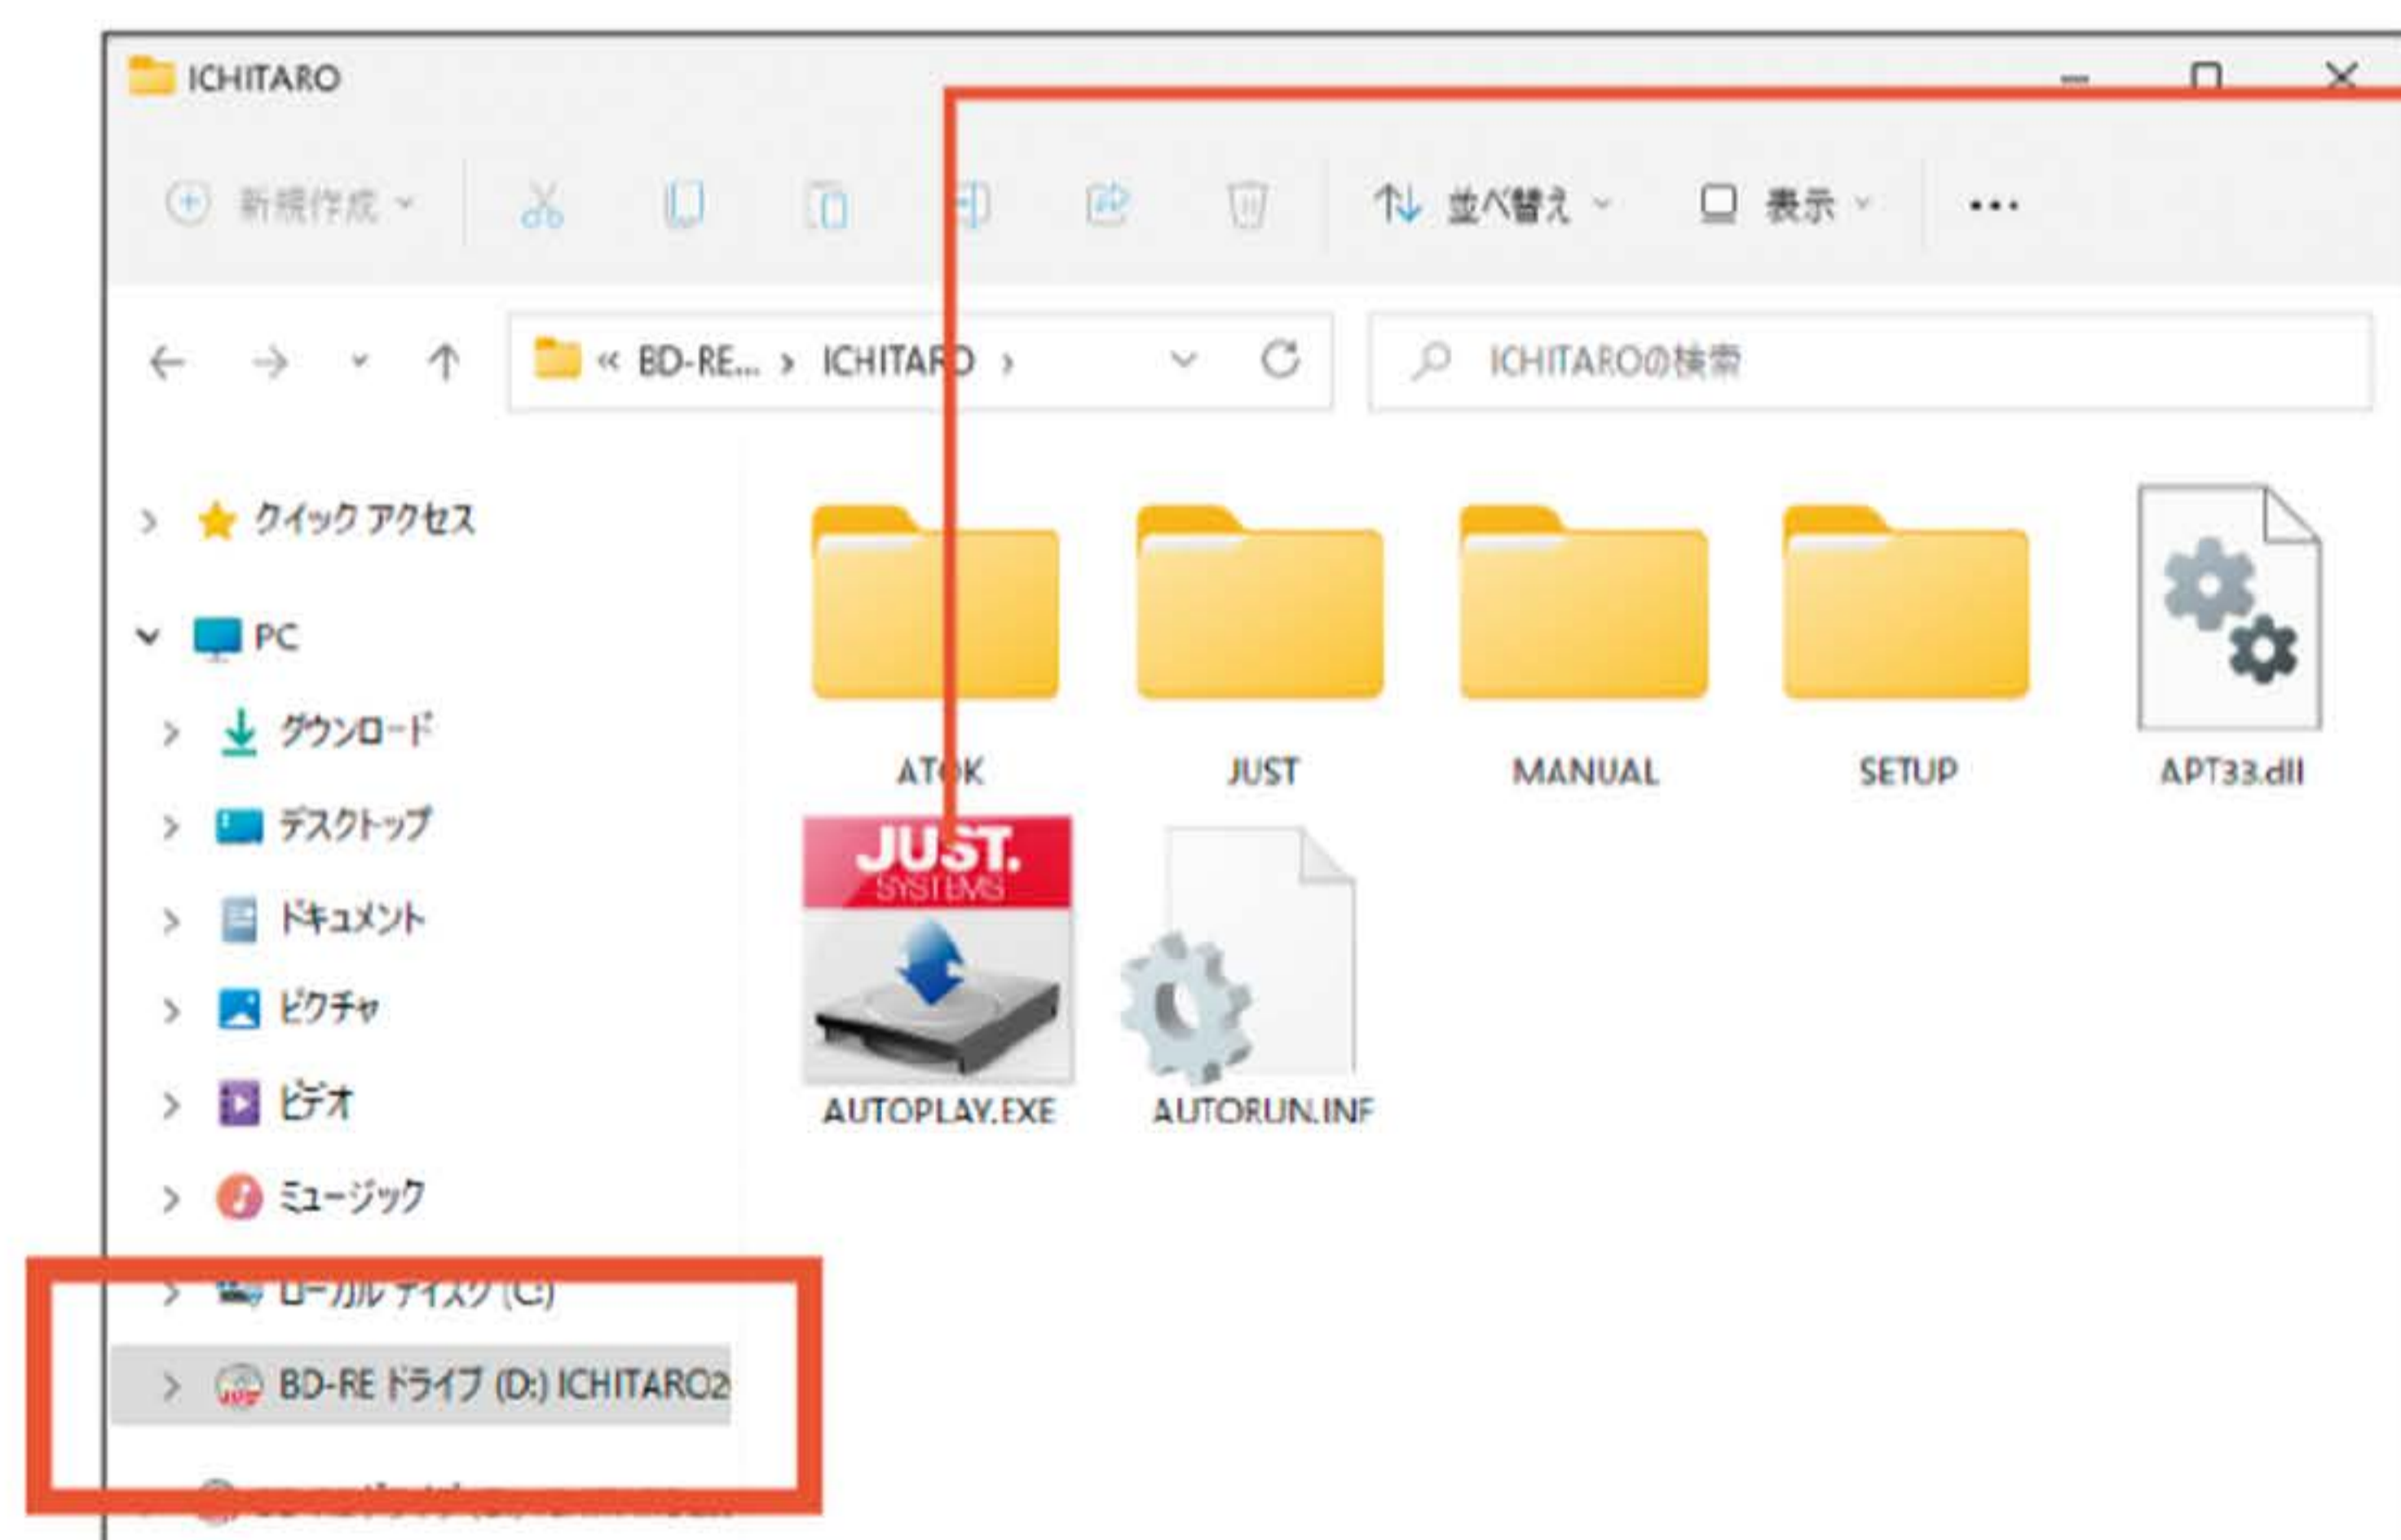 ICHITARO
新規作成
並べ替え
表示
« BD-RE... › ICHITARO ›
ICHITAROの検索
クイック アクセス
PC
ダウンロード
デスクトップ
ドキュメント
ピクチャ
ビデオ
ミュージック
ローカル ディスク (C:)
BD-RE ドライブ (D:) ICHITARO2
ATOK
JUST
MANUAL
SETUP
APT33.dll
JUST.
SYSTEMS
AUTOPLAY.EXE
AUTORUN.INF